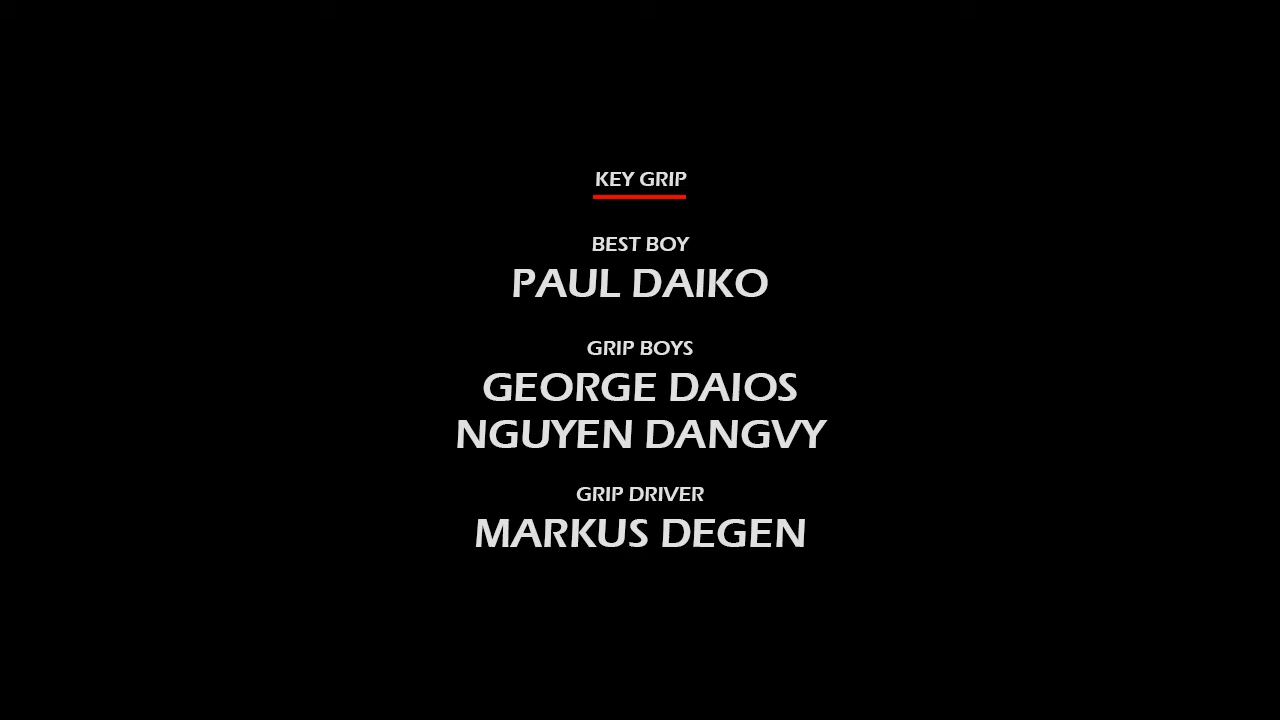 KEY GRIP
BEST BOY
PAUL DAIKO
GRIP BOYS
GEORGE DAIOS
NGUYEN DANGVY
GRIP DRIVER
MARKUS DEGEN